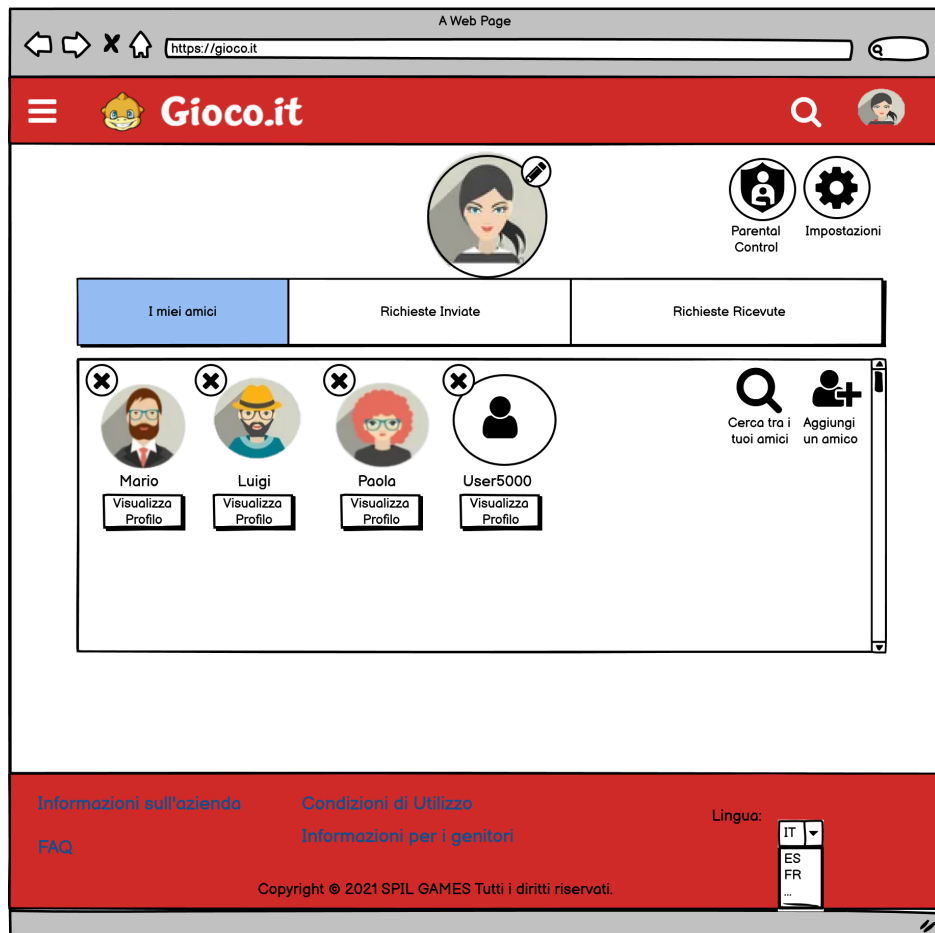 A Web Page
https://gioco.it
Gioco.it
Parental
Control
Impostazioni
I miei amici
Richieste Inviate
Richieste Ricevute
Cerca tra i
tuoi amici
Aggiungi
un amico
Mario
Luigi
Paola
User5000
Visualizza
Profilo
Visualizza
Profilo
Visualizza
Profilo
Visualizza
Profilo
Informazioni sull'azienda
Condizioni di Utilizzo
Informazioni per i genitori
FAQ
Lingua:
IT
ES
FR
...
Copyright © 2021 SPIL GAMES Tutti i diritti riservati.